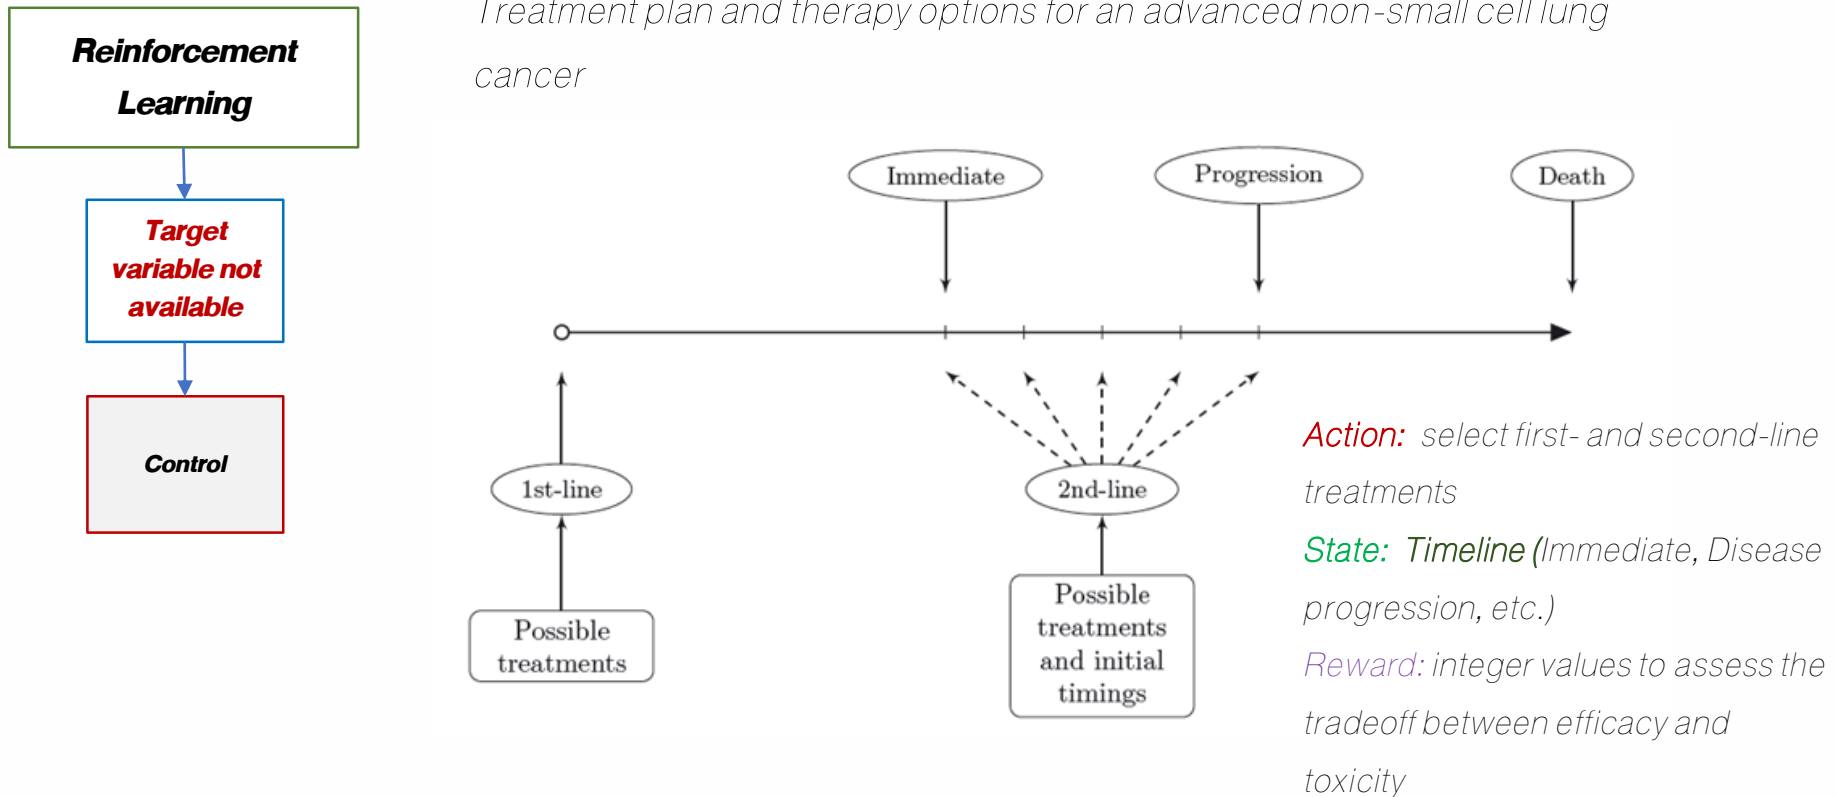 Reinforcement
Learning
Target
variable not
available
Control
Treatment plan and therapy options for an advanced non-small cell lung
cancer
Immediate
Progression
Death
1st-line
2nd-line
Possible
treatments
Possible
treatments
and initial
timings
Action: select first- and second-line
treatments
State: Timeline (Immediate, Disease
progression, etc.)
Reward: integer values to assess the
tradeoff between efficacy and
toxicity